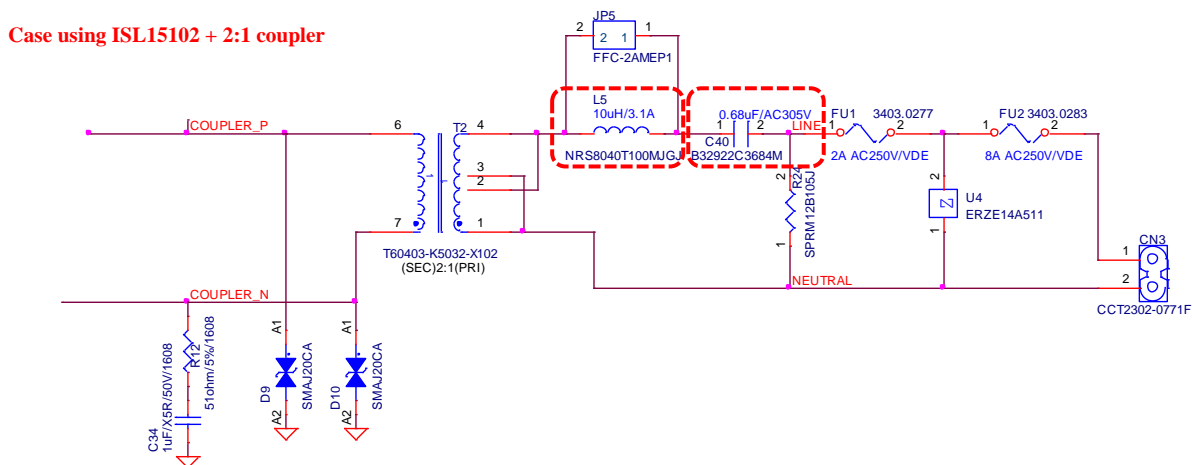 Case using ISL15102 + 2:1 coupler
JP5
2 2 1 1
FFC-2AMEP1
L5
10uH/3.1A
NRS8040T100MJGJ
0.68uF/AC305V
1 2
C40
B32922C3684M
LINE
FU1 3403.0277
1 2
2A AC250V/VDE
FU2 3403.0283
1 2
8A AC250V/VDE
COUPLER_P
6
T2
4
3
2
1
7
1
1
T60403-K5032-X102
(SEC)2:1(PRI)
2
R24
SPRM12B105J
1
2
Z
U4
ERZE14A511
1
CN3
1
2
CCT2302-0771F
NEUTRAL
COUPLER_N
R12
51ohm/5%/1608
C34
1uF/X5R/50V/1608
A1
D9
SMAJ20CA
A2
A1
D10
SMAJ20CA
A2